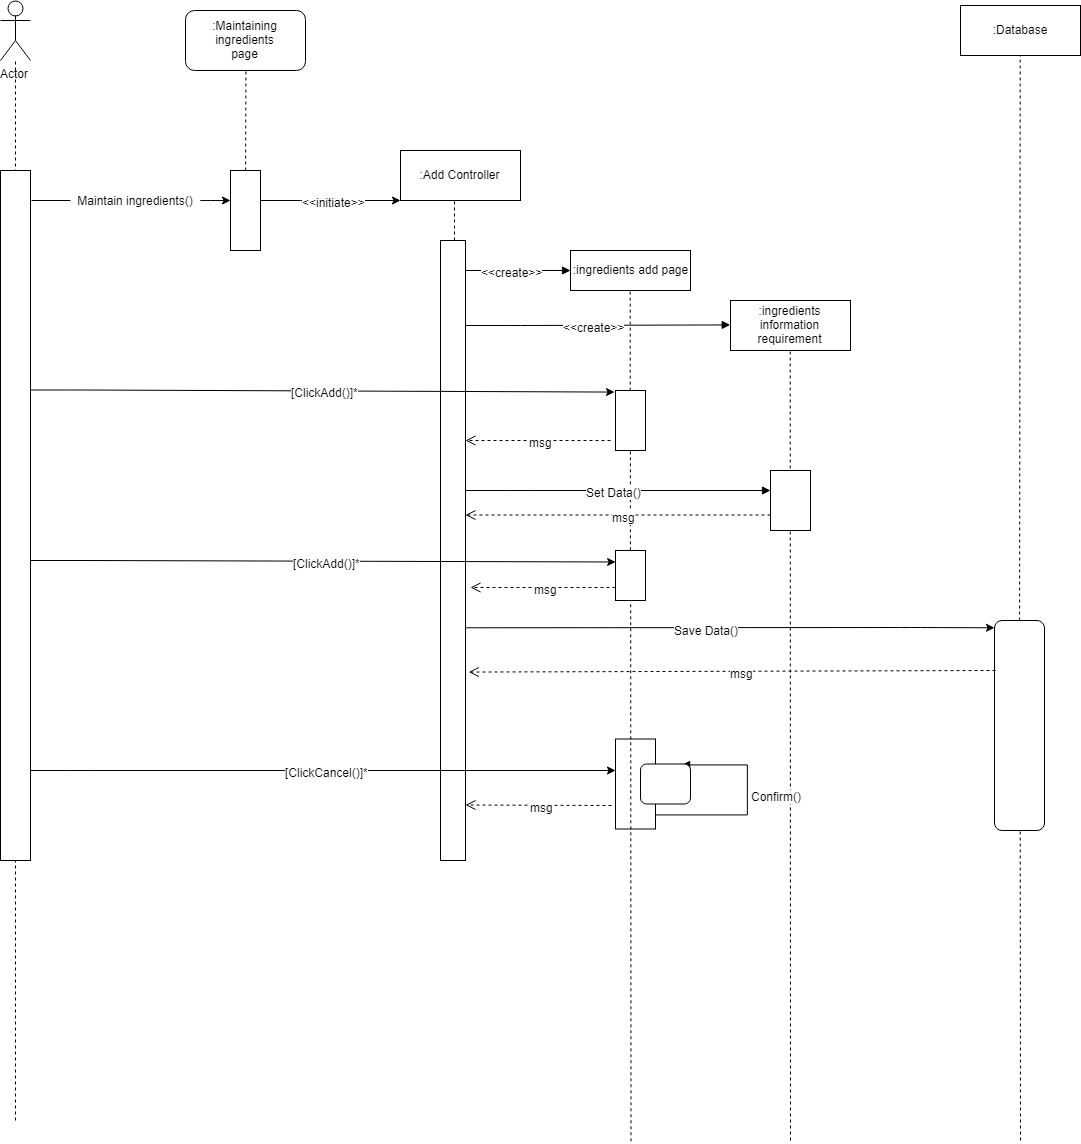 :Maintaining
ingredients
page
:Database
Actor
:Add Controller
Maintain ingredients()
<<initiate>>
<<create>>
:ingredients add page
:ingredients
information
requirement
<<create>>
[ClickAdd()]*
msg
Set Data()
msg
[ClickAdd()]*
msg
Save Data()
msg
[ClickCancel()]*
Confirm()
msg